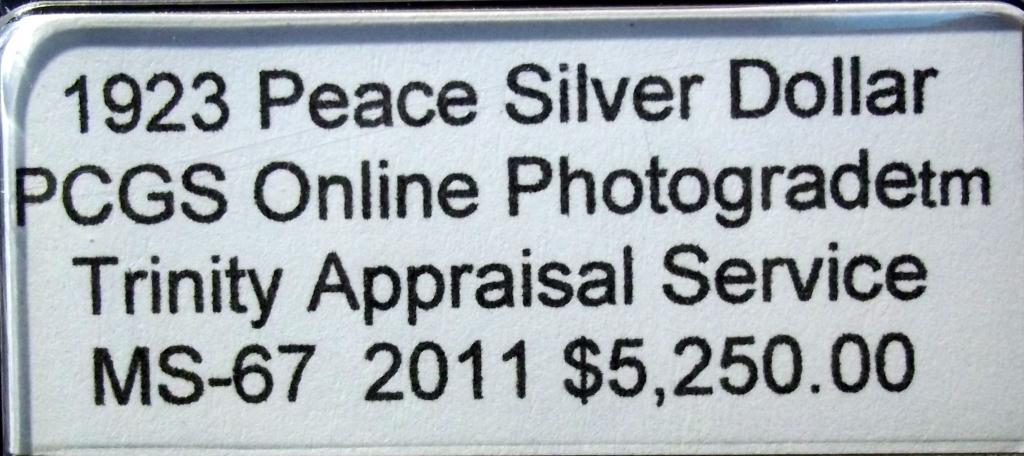 1923 Peace Silver Dollar
PCGS Online Photogradetm
Trinity Appraisal Service
MS-67 2011 $5,250.00